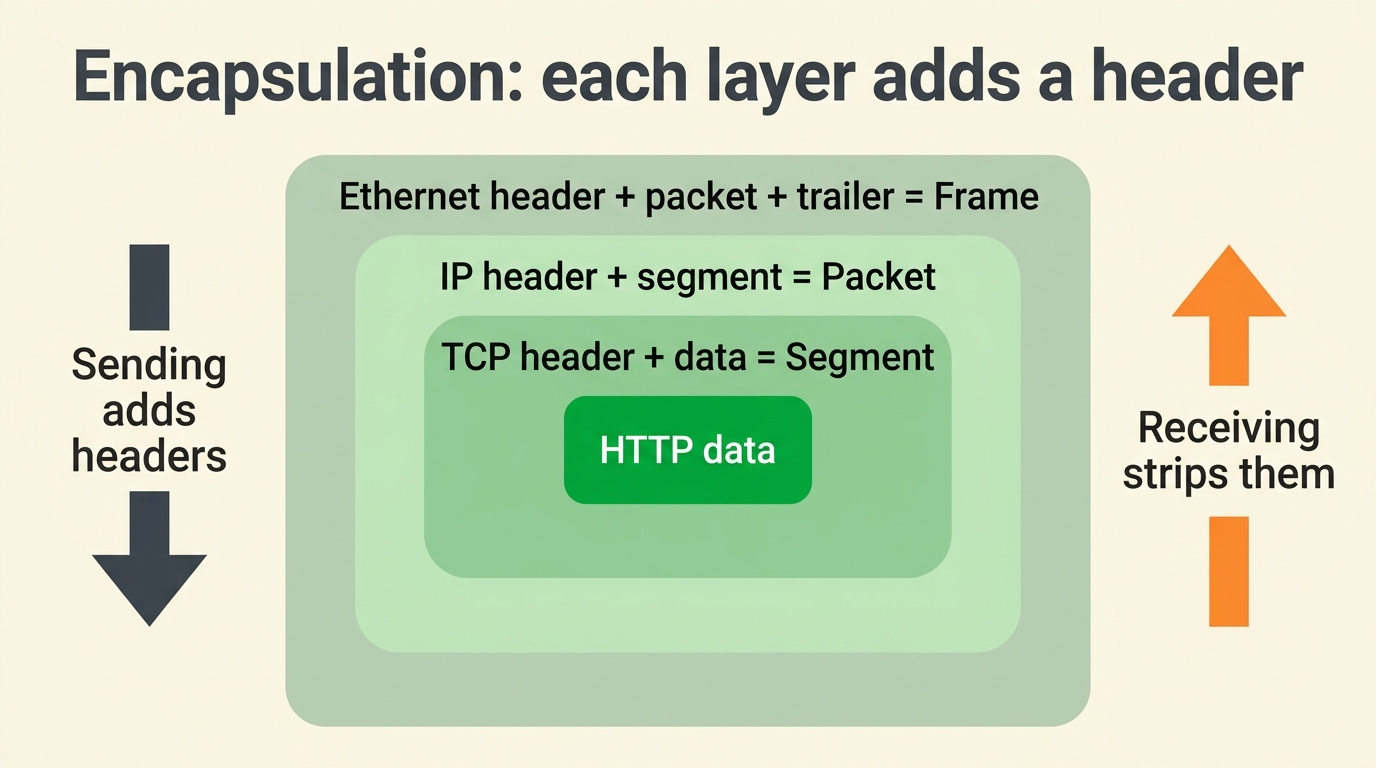 Encapsulation: each layer adds a header
Ethernet header + packet + trailer = Frame
IP header + segment = Packet
TCP header + data = Segment
HTTP data
Sending
adds
headers
Receiving
strips them